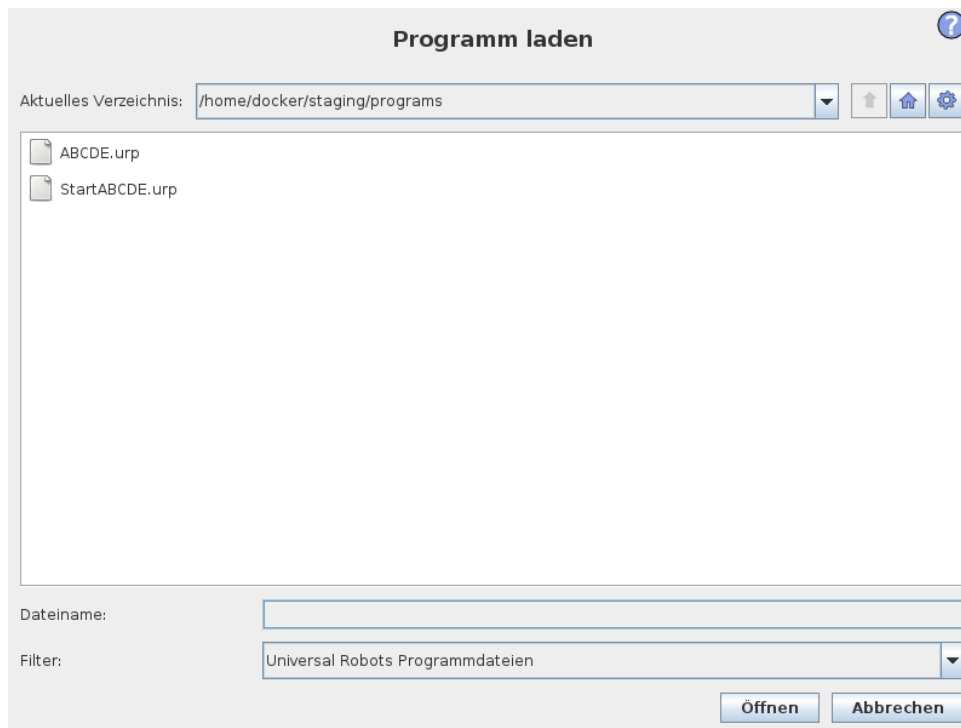 Programm laden
?
Aktuelles Verzeichnis: /home/docker/staging/programs
ABCDE.urp
StartABCDE.urp
Dateiname:
Filter: Universal Robots Programmdateien
Öffnen Abbrechen